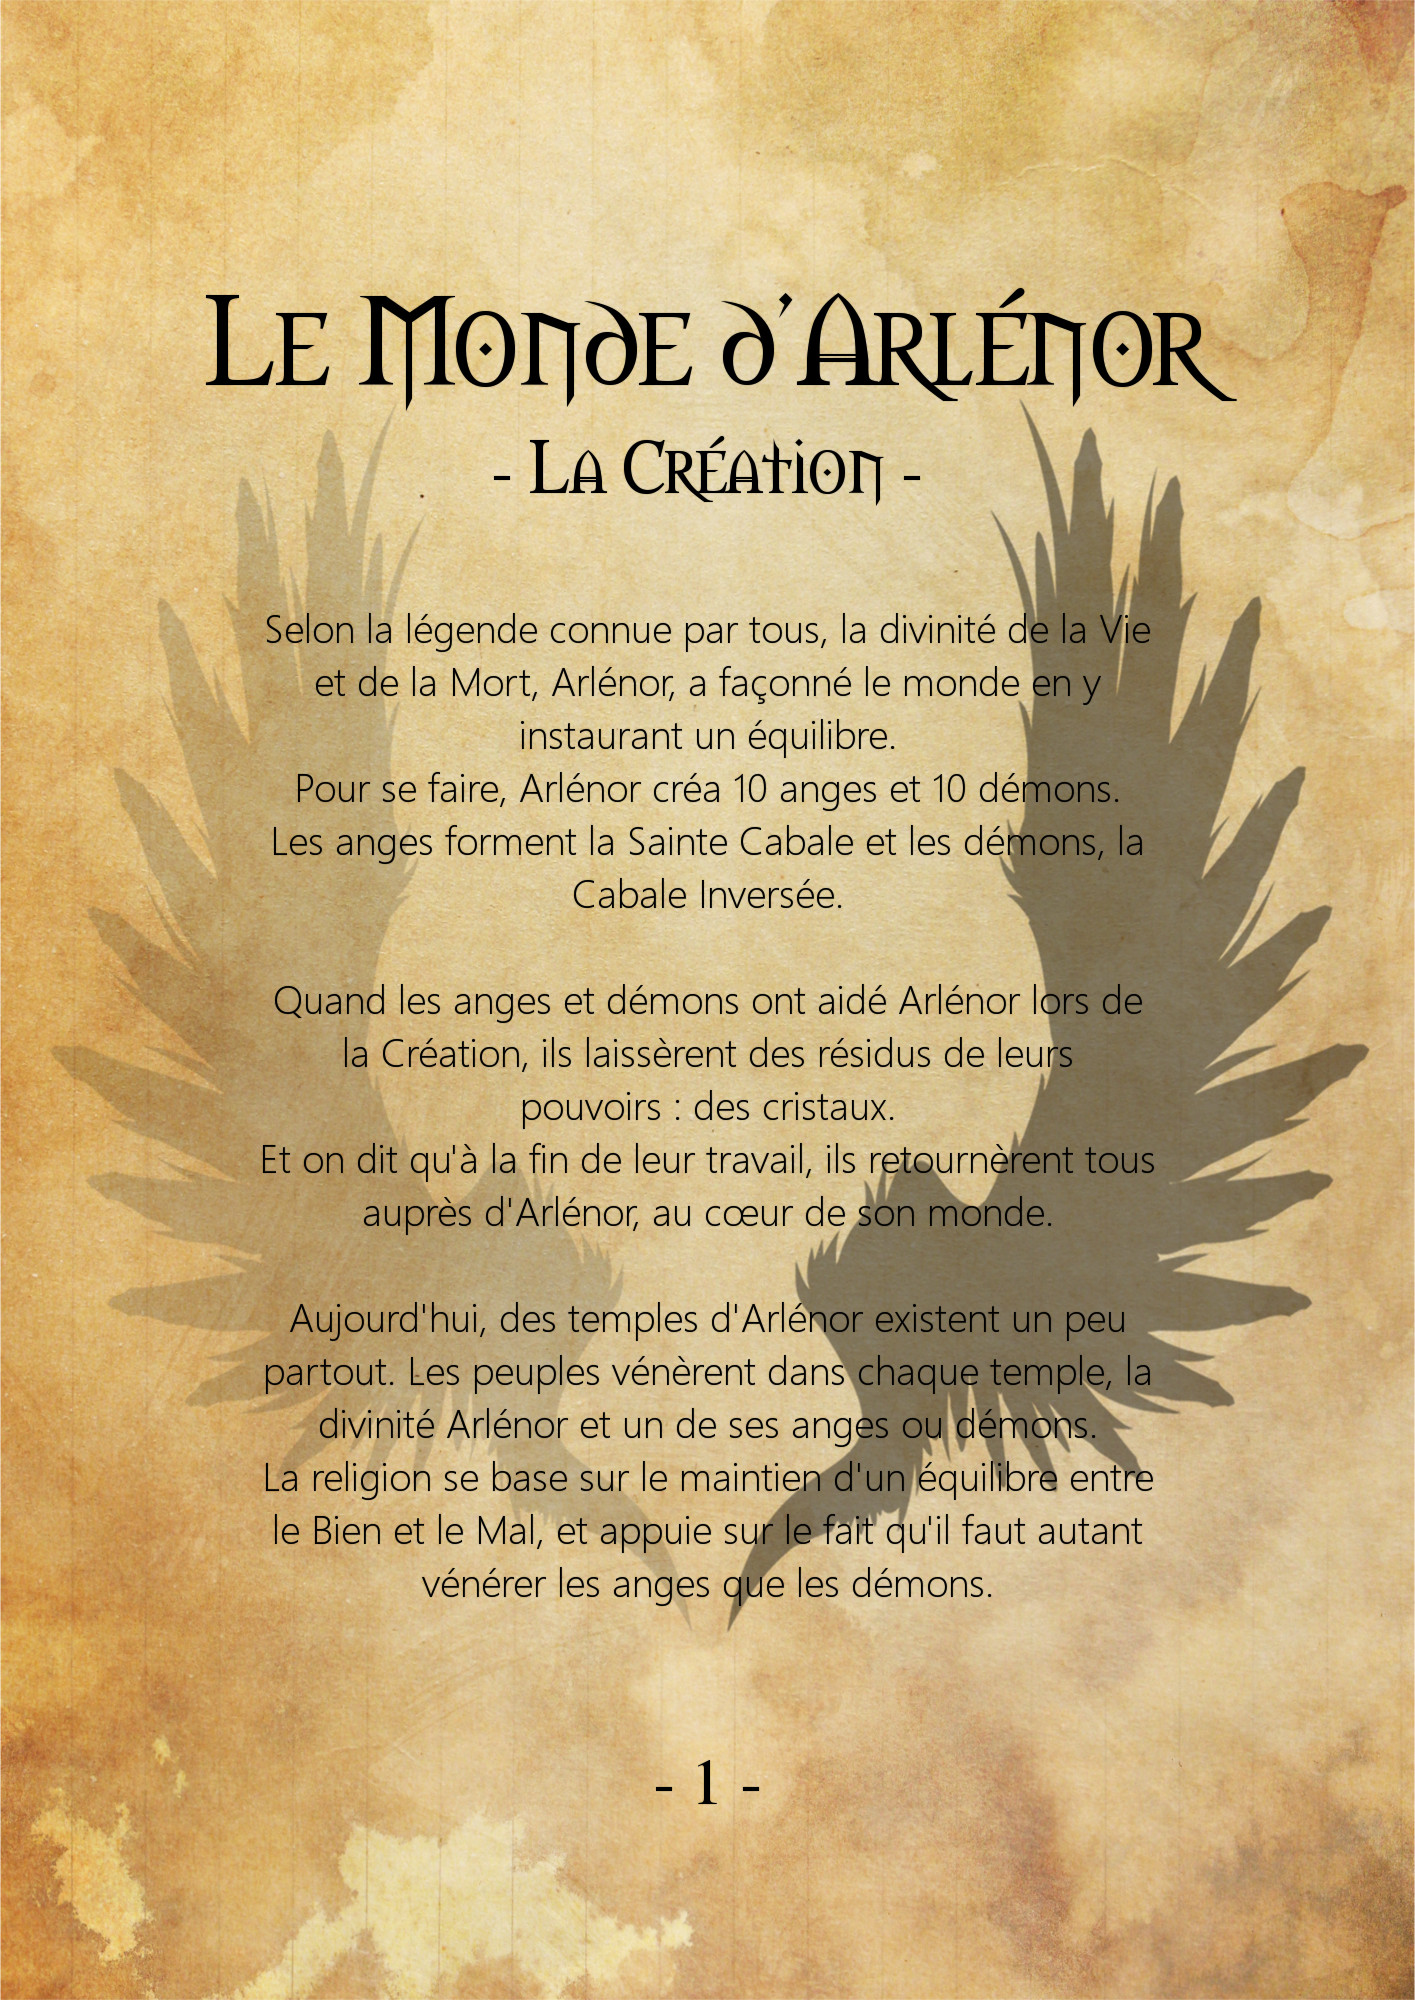 Le Monde d'Arlénor
- La Création -
Selon la légende connue par tous, la divinité de la Vie
et de la Mort, Arlénor, a façonné le monde en y
instaurant un équilibre.
Pour se faire, Arlénor créa 10 anges et 10 démons.
Les anges forment la Sainte Cabale et les démons, la
Cabale Inversée.
Quand les anges et démons ont aidé Arlénor lors de
la Création, ils laissèrent des résidus de leurs
pouvoirs : des cristaux.
Et on dit qu'à la fin de leur travail, ils retournèrent tous
auprès d'Arlénor, au cœur de son monde.
Aujourd'hui, des temples d'Arlénor existent un peu
partout. Les peuples vénèrent dans chaque temple, la
divinité Arlénor et un de ses anges ou démons.
La religion se base sur le maintien d'un équilibre entre
le Bien et le Mal, et appuie sur le fait qu'il faut autant
vénérer les anges que les démons.
- 1 -